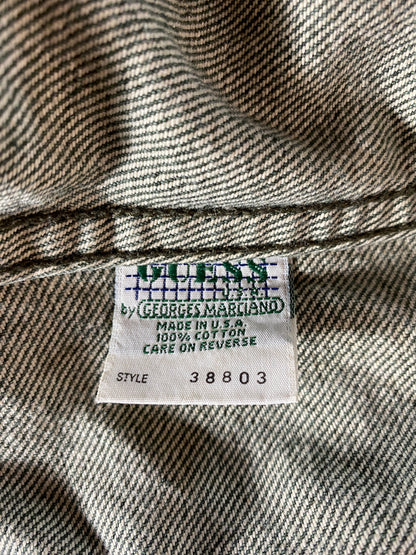 GUESS
U.S.A.
by GEORGES MARCIANO
MADE IN U.S.A.
100% COTTON
CARE ON REVERSE
STYLE 38803